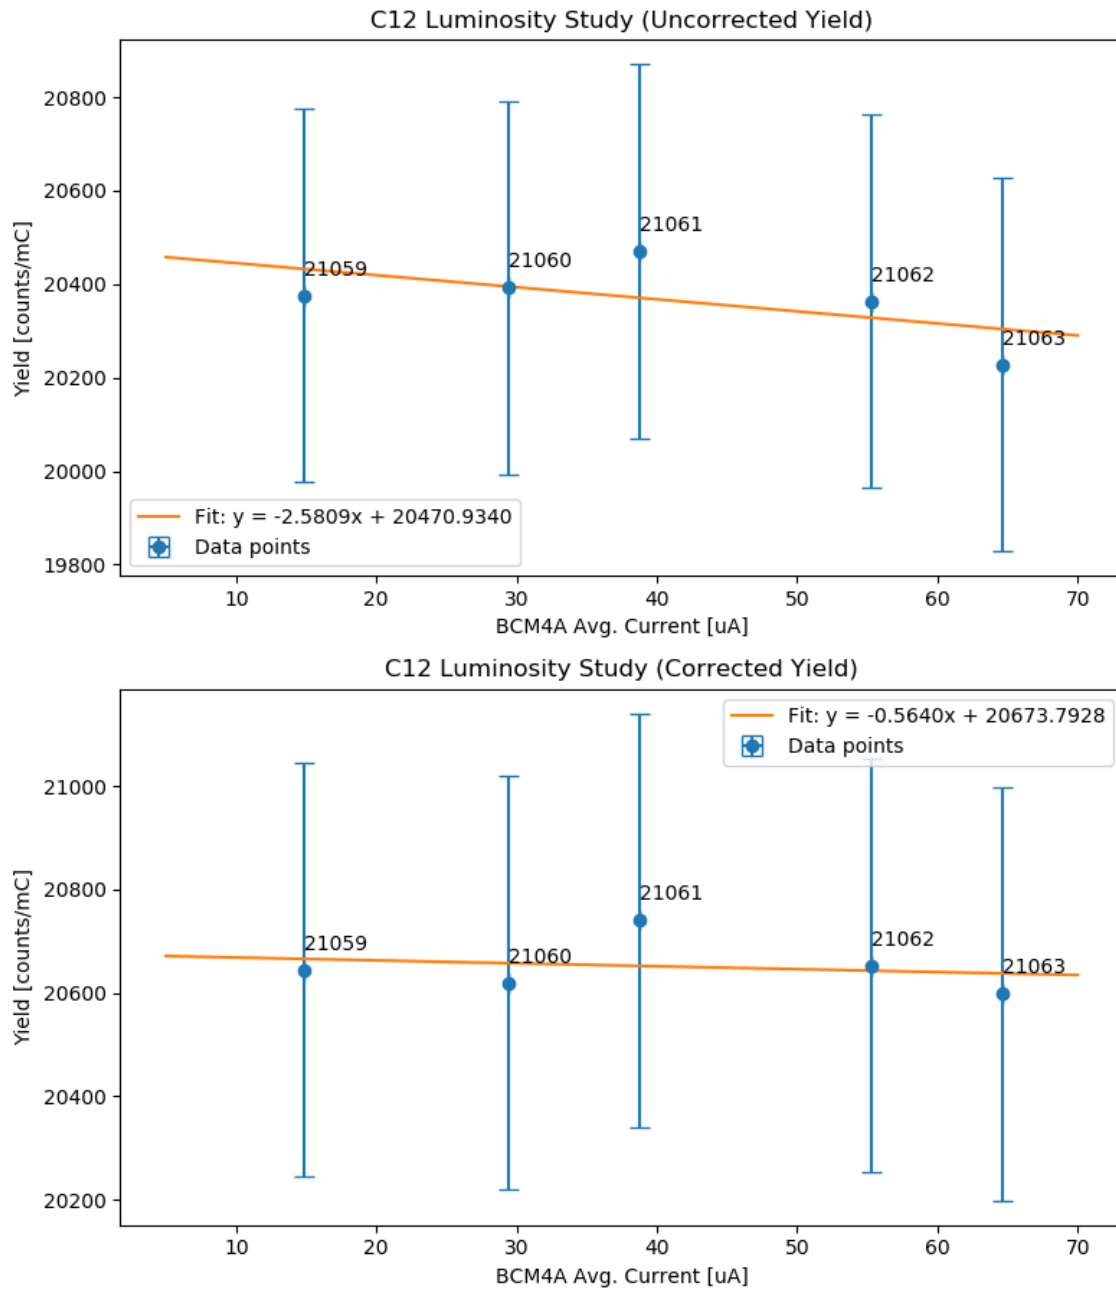 C12 Luminosity Study (Uncorrected Yield)
Yield [counts/mC]
20800
20600
20400
20200
20000
19800
21059
21060
21061
21062
21063
Fit: y = -2.5809x + 20470.9340
Data points
10 20 30 40 50 60 70
BCM4A Avg. Current [uA]
C12 Luminosity Study (Corrected Yield)
Yield [counts/mC]
21000
20800
20600
20400
20200
Fit: y = -0.5640x + 20673.7928
Data points
21059
21060
21061
21062
21063
10 20 30 40 50 60 70
BCM4A Avg. Current [uA]